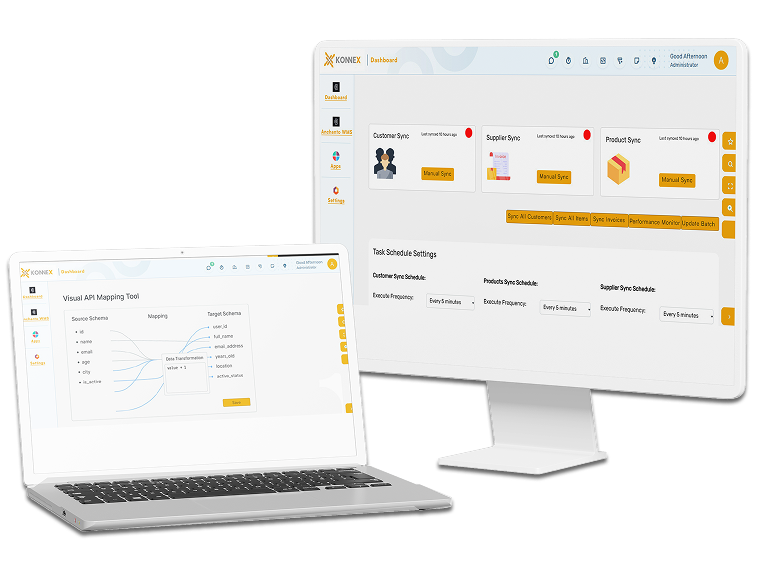 KONNEX
Dashboard
Good Afternoon
Administrator
A
Dashboard
Anchanto WMS
Apps
Settings
Customer Sync
Last synced 10 hours ago
Manual Sync
Supplier Sync
Last synced 10 hours ago
Manual Sync
Product Sync
Last synced 10 hours ago
Manual Sync
Sync All Customers
Sync All Items
Sync Invoices
Performance Monitor
Update Batch
Task Schedule Settings
Customer Sync Schedule:
Products Sync Schedule:
Supplier Sync Schedule:
Execute Frequency:
Every 5 minutes
Execute Frequency:
Every 5 minutes
Execute Frequency:
Every 5 minutes
KONNEX
Dashboard
Good Afternoon
Administrator
A
Dashboard
Anchanto WMS
Apps
Settings
Visual API Mapping Tool
Source Schema
Mapping
Target Schema
id
name
email
age
city
is_active
Data Transformation
user_id
full_name
email_address
years_old
location
active_status
Save